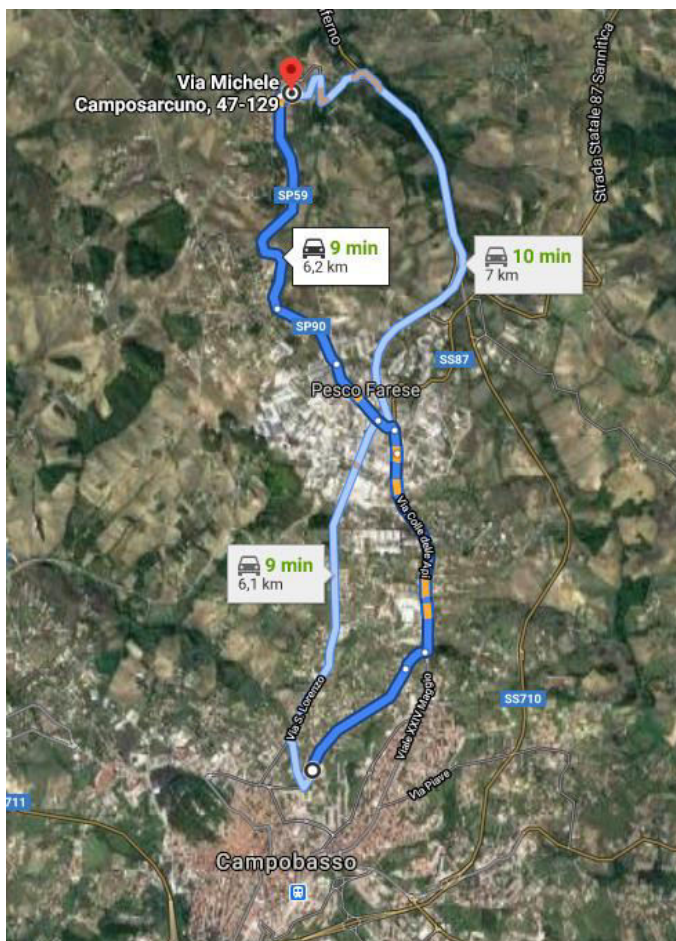 iferno
Via Michele
Camposarcuno, 47-129
Strada Statale 87 Sannitica
SP59
9 min
6,2 km
10 min
7 km
SP90
SS87
Pesco Farese
Via Colle delle Api
9 min
6,1 km
Via S. Lorenzo
Viale XXIV Maggio
SS710
Via Piave
711
Campobasso